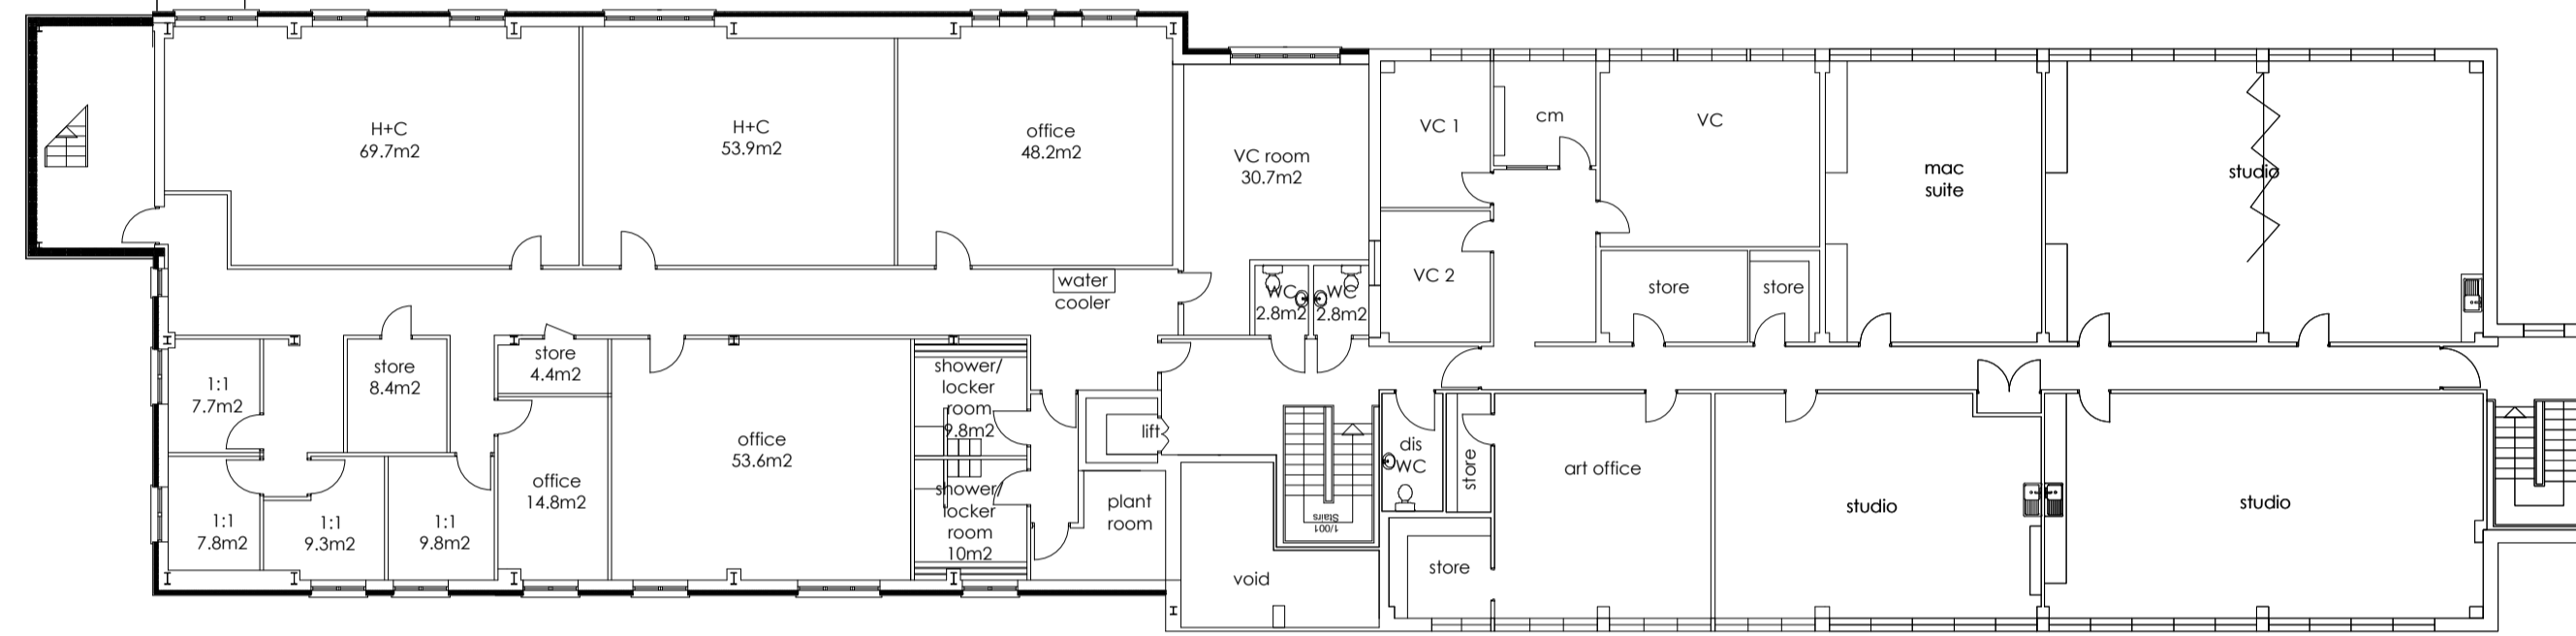 H+C
69.7m2
H+C
53.9m2
office
48.2m2
VC room
30.7m2
VC 1
cm
VC
mac
suite
studio
VC 2
store
store
water
cooler
WC
2.8m2
WC
2.8m2
1:1
7.7m2
store
8.4m2
store
4.4m2
office
53.6m2
shower/
locker
room
9.8m2
lift
dis
WC
store
art office
studio
studio
1:1
7.8m2
1:1
9.3m2
1:1
9.8m2
office
14.8m2
shower/
locker
room
10m2
plant
room
Stairs
1/001
void
store